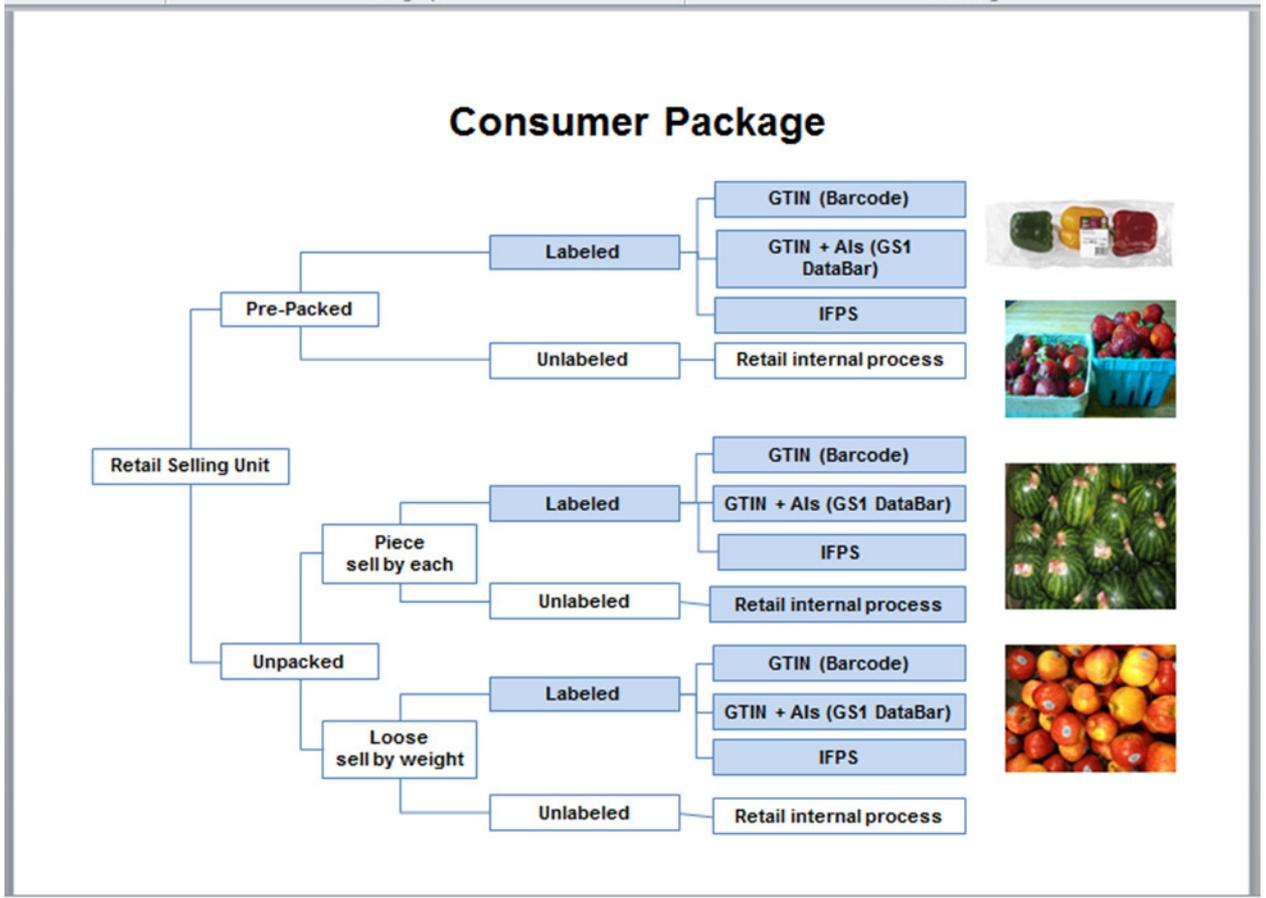 Consumer Package
GTIN (Barcode)
Labeled
GTIN + AIs (GS1
DataBar)
Pre-Packed
IFPS
Unlabeled
Retail internal process
Retail Selling Unit
GTIN (Barcode)
Labeled
GTIN + AIs (GS1 DataBar)
Piece
sell by each
IFPS
Unlabeled
Retail internal process
Unpacked
GTIN (Barcode)
Labeled
GTIN + AIs (GS1 DataBar)
Loose
sell by weight
IFPS
Unlabeled
Retail internal process